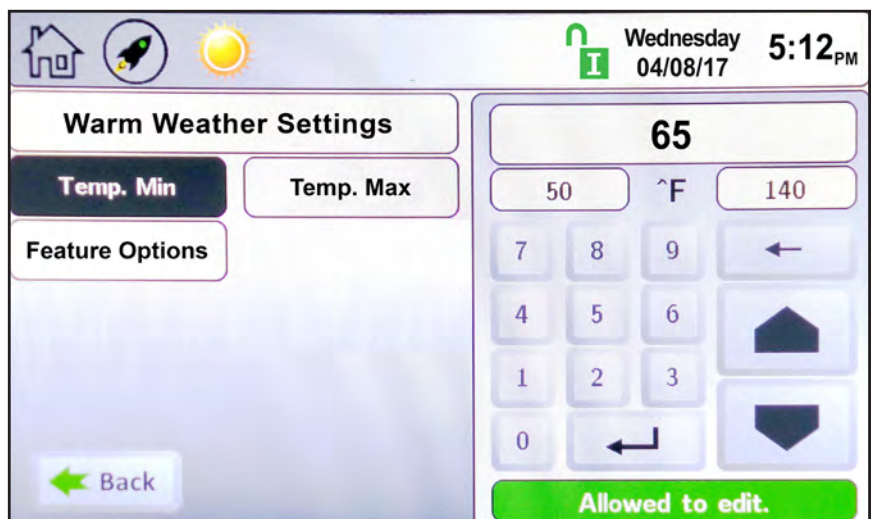 I
Wednesday
04/08/17
5:12PM
Warm Weather Settings
Temp. Min
Temp. Max
Feature Options
Back
65
50
^F
140
7 8 9
4 5 6
1 2 3
0
Allowed to edit.